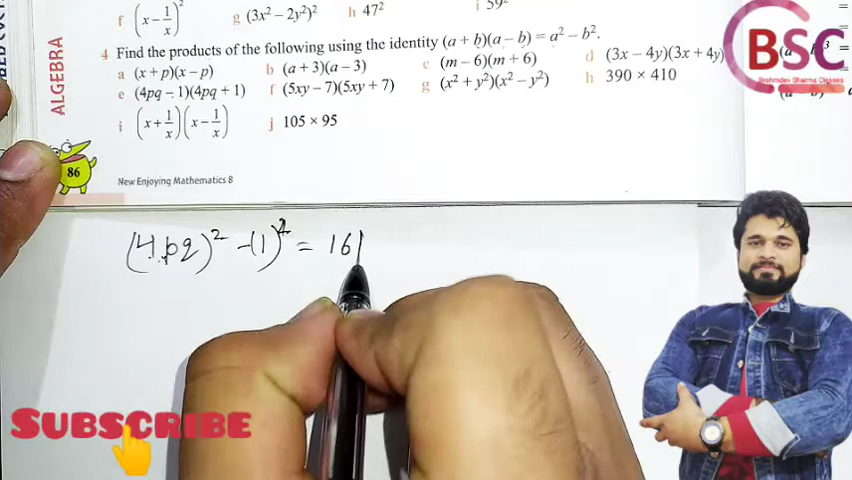 f (x − 1/x)² g (3x² − 2y²)² h 47² i 59²
4 Find the products of the following using the identity (a + b)(a − b) = a² − b².
a (x + p)(x − p) b (a + 3)(a − 3) c (m − 6)(m + 6) d (3x − 4y)(3x + 4y)
e (4pq − 1)(4pq + 1) f (5xy − 7)(5xy + 7) g (x² + y²)(x² − y²) h 390 × 410
i (x + 1/x)(x − 1/x) j 105 × 95
ALGEBRA
86
New Enjoying Mathematics 8
BSC
Bishmdev Sharma Classes
(4pq)² − (1)² = 16
SUBSCRIBE